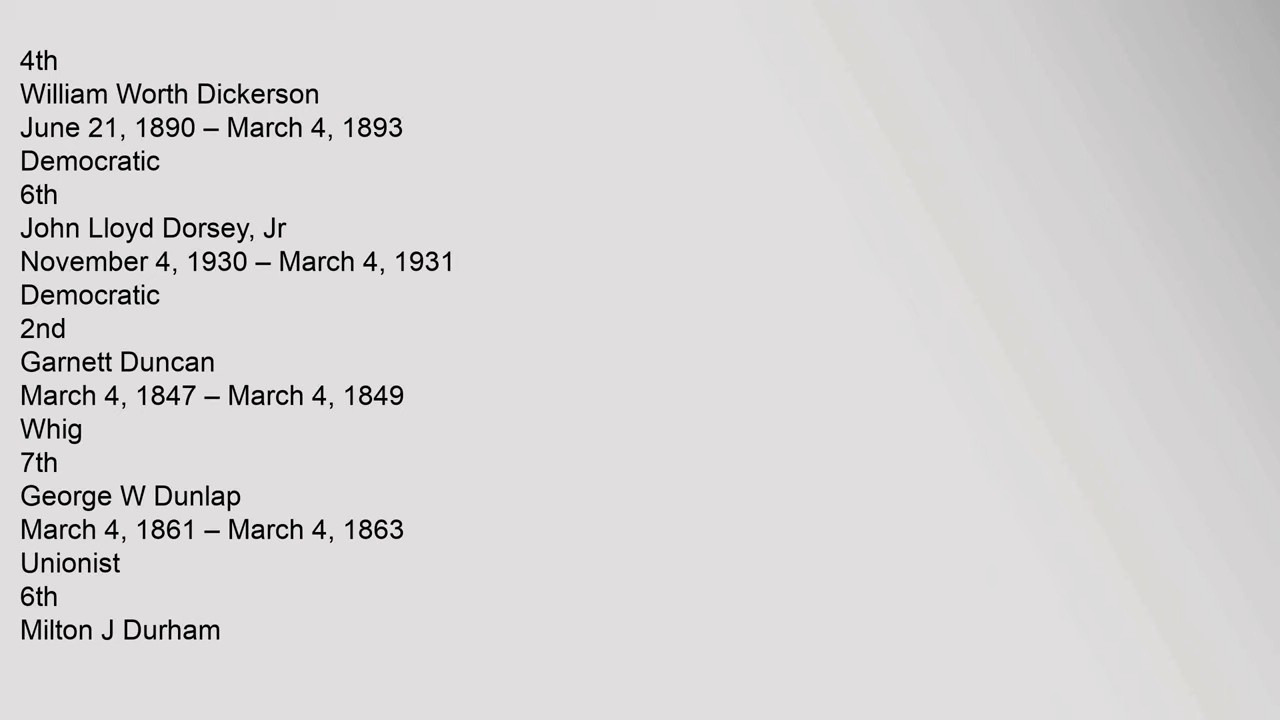 4th
William Worth Dickerson
June 21, 1890 – March 4, 1893
Democratic
6th
John Lloyd Dorsey, Jr
November 4, 1930 – March 4, 1931
Democratic
2nd
Garnett Duncan
March 4, 1847 – March 4, 1849
Whig
7th
George W Dunlap
March 4, 1861 – March 4, 1863
Unionist
6th
Milton J Durham